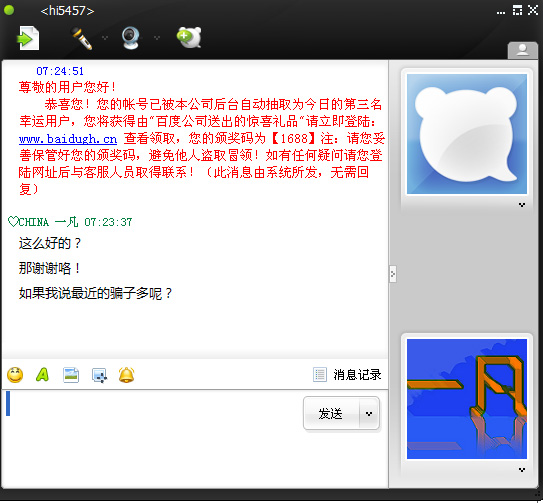 <hi5457>
07:24:51
尊敬的用户您好！
恭喜您！您的帐号已被本公司后台自动抽取为今日的第三名
幸运用户，您将获得由“百度公司送出的惊喜礼品“请立即登陆：
www.baidugh.cn 查看领取，您的颁奖码为【1688】注：请您妥
善保管好您的颁奖码，避免他人盗取冒领！如有任何疑问请您登
陆网址后与客服人员取得联系！（此消息由系统所发，无需回
复）
♡CHINA 一凡 07:23:37
这么好的？
那谢谢咯！
如果我说最近的骗子多呢？
消息记录
发送